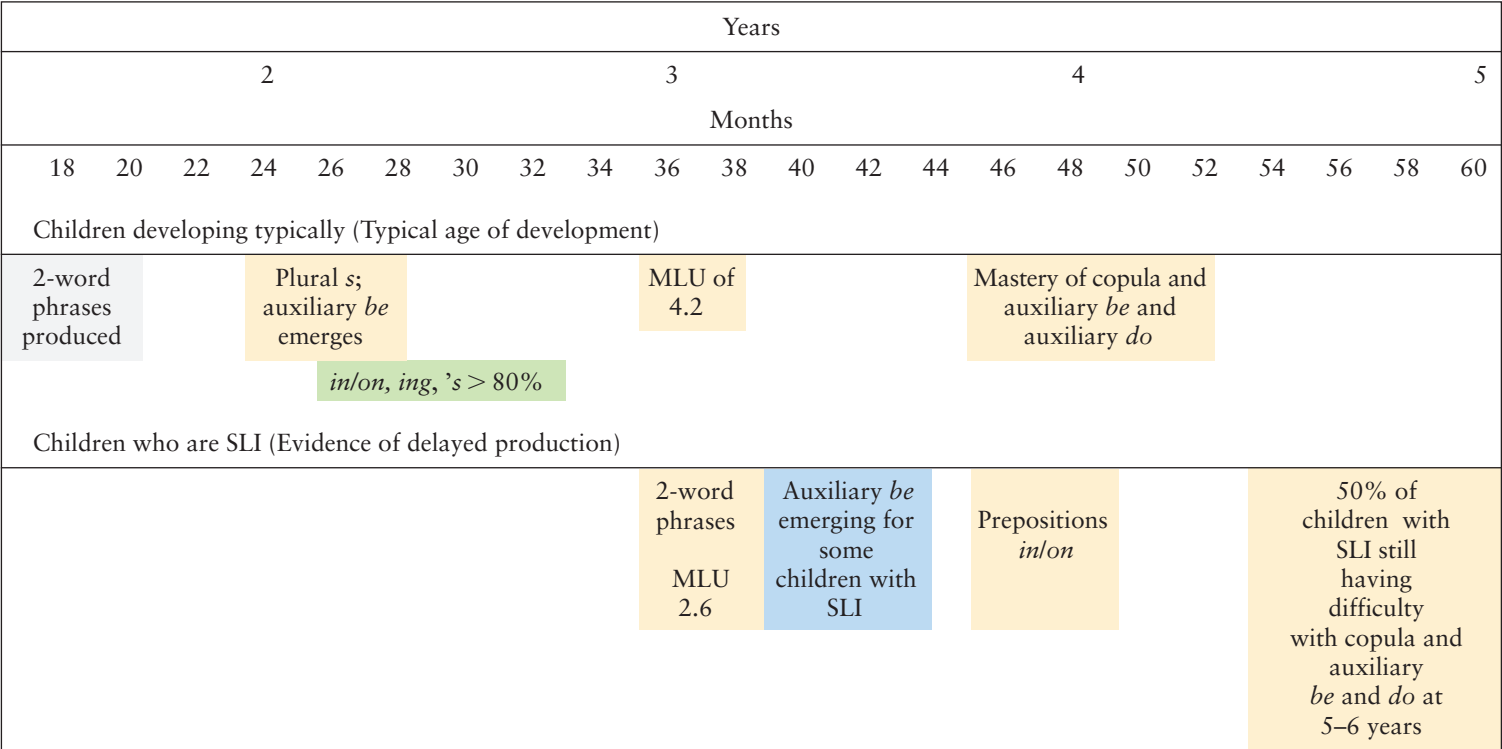 Years
2 3 4 5
Months
18 20 22 24 26 28 30 32 34 36 38 40 42 44 46 48 50 52 54 56 58 60
Children developing typically (Typical age of development)
2-word
phrases
produced
Plural s;
auxiliary be
emerges
in/on, ing, ’s > 80%
MLU of
4.2
Mastery of copula and
auxiliary be and
auxiliary do
Children who are SLI (Evidence of delayed production)
2-word
phrases
MLU
2.6
Auxiliary be
emerging for
some
children with
SLI
Prepositions
in/on
50% of
children with
SLI still
having
difficulty
with copula and
auxiliary
be and do at
5–6 years